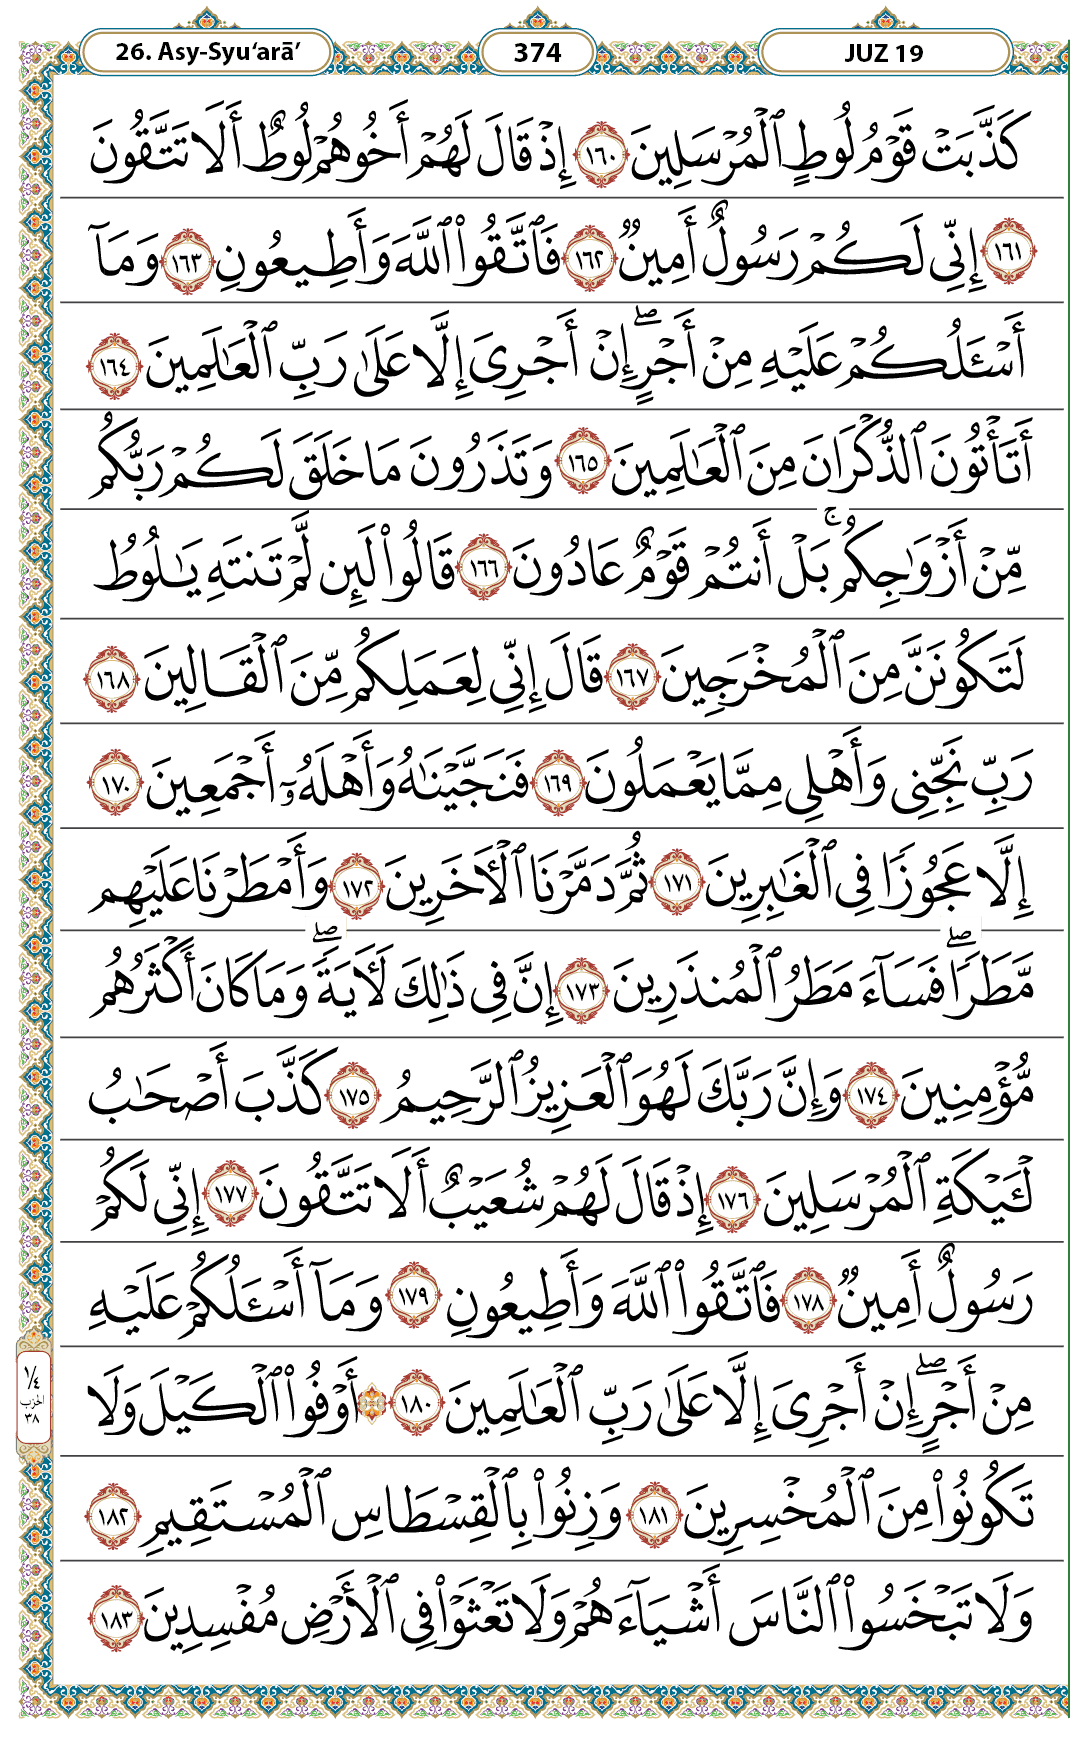 26. Asy-Syu‘arā’
374
JUZ 19
كَذَّبَتْ قَوْمُ لُوطٍ ٱلْمُرْسَلِينَ ١٦٠ إِذْ قَالَ لَهُمْ أَخُوهُمْ لُوطٌ أَلَا تَتَّقُونَ
١٦١ إِنِّى لَكُمْ رَسُولٌ أَمِينٌ ١٦٢ فَٱتَّقُوا۟ ٱللَّهَ وَأَطِيعُونِ ١٦٣ وَمَآ
أَسْـَٔلُكُمْ عَلَيْهِ مِنْ أَجْرٍ ۖ إِنْ أَجْرِىَ إِلَّا عَلَىٰ رَبِّ ٱلْعَـٰلَمِينَ ١٦٤
أَتَأْتُونَ ٱلذُّكْرَانَ مِنَ ٱلْعَـٰلَمِينَ ١٦٥ وَتَذَرُونَ مَا خَلَقَ لَكُمْ رَبُّكُم
مِّنْ أَزْوَٰجِكُم ۚ بَلْ أَنتُمْ قَوْمٌ عَادُونَ ١٦٦ قَالُوا۟ لَئِن لَّمْ تَنتَهِ يَـٰلُوطُ
لَتَكُونَنَّ مِنَ ٱلْمُخْرَجِينَ ١٦٧ قَالَ إِنِّى لِعَمَلِكُم مِّنَ ٱلْقَالِينَ ١٦٨
رَبِّ نَجِّنِى وَأَهْلِى مِمَّا يَعْمَلُونَ ١٦٩ فَنَجَّيْنَـٰهُ وَأَهْلَهُۥٓ أَجْمَعِينَ ١٧٠
إِلَّا عَجُوزًا فِى ٱلْغَـٰبِرِينَ ١٧١ ثُمَّ دَمَّرْنَا ٱلْـَٔاخَرِينَ ١٧٢ وَأَمْطَرْنَا عَلَيْهِم
مَّطَرًا ۖ فَسَآءَ مَطَرُ ٱلْمُنذَرِينَ ١٧٣ إِنَّ فِى ذَٰلِكَ لَـَٔايَةً ۖ وَمَا كَانَ أَكْثَرُهُم
مُّؤْمِنِينَ ١٧٤ وَإِنَّ رَبَّكَ لَهُوَ ٱلْعَزِيزُ ٱلرَّحِيمُ ١٧٥ كَذَّبَ أَصْحَـٰبُ
لْـَٔيْكَةِ ٱلْمُرْسَلِينَ ١٧٦ إِذْ قَالَ لَهُمْ شُعَيْبٌ أَلَا تَتَّقُونَ ١٧٧ إِنِّى لَكُمْ
رَسُولٌ أَمِينٌ ١٧٨ فَٱتَّقُوا۟ ٱللَّهَ وَأَطِيعُونِ ١٧٩ وَمَآ أَسْـَٔلُكُمْ عَلَيْهِ
مِنْ أَجْرٍ ۖ إِنْ أَجْرِىَ إِلَّا عَلَىٰ رَبِّ ٱلْعَـٰلَمِينَ ١٨٠ ۞ أَوْفُوا۟ ٱلْكَيْلَ وَلَا
تَكُونُوا۟ مِنَ ٱلْمُخْسِرِينَ ١٨١ وَزِنُوا۟ بِٱلْقِسْطَاسِ ٱلْمُسْتَقِيمِ ١٨٢
وَلَا تَبْخَسُوا۟ ٱلنَّاسَ أَشْيَآءَهُمْ وَلَا تَعْثَوْا۟ فِى ٱلْأَرْضِ مُفْسِدِينَ ١٨٣
١/٤
الحزب
٣٨